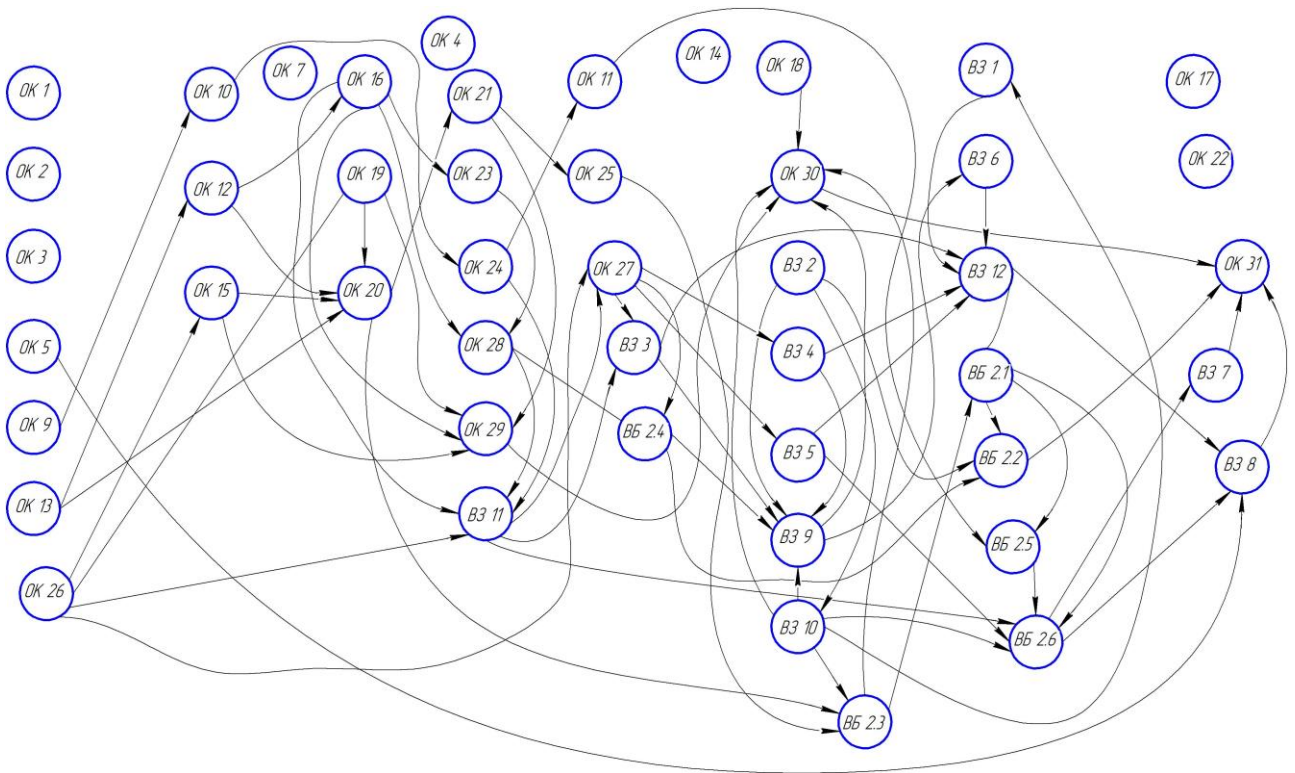 ОК 1
ОК 2
ОК 3
ОК 5
ОК 9
ОК 13
ОК 26
ОК 10
ОК 12
ОК 15
ОК 7
ОК 16
ОК 19
ОК 20
ОК 4
ОК 21
ОК 23
ОК 24
ОК 28
ОК 29
ВЗ 11
ОК 11
ОК 25
ОК 27
ВЗ 3
ВБ 2.4
ОК 14
ОК 18
ОК 30
ВЗ 2
ВЗ 4
ВЗ 5
ВЗ 9
ВЗ 10
ВБ 2.3
ВЗ 1
ВЗ 6
ВЗ 12
ВБ 2.1
ВБ 2.2
ВБ 2.5
ВБ 2.6
ОК 17
ОК 22
ОК 31
ВЗ 7
ВЗ 8